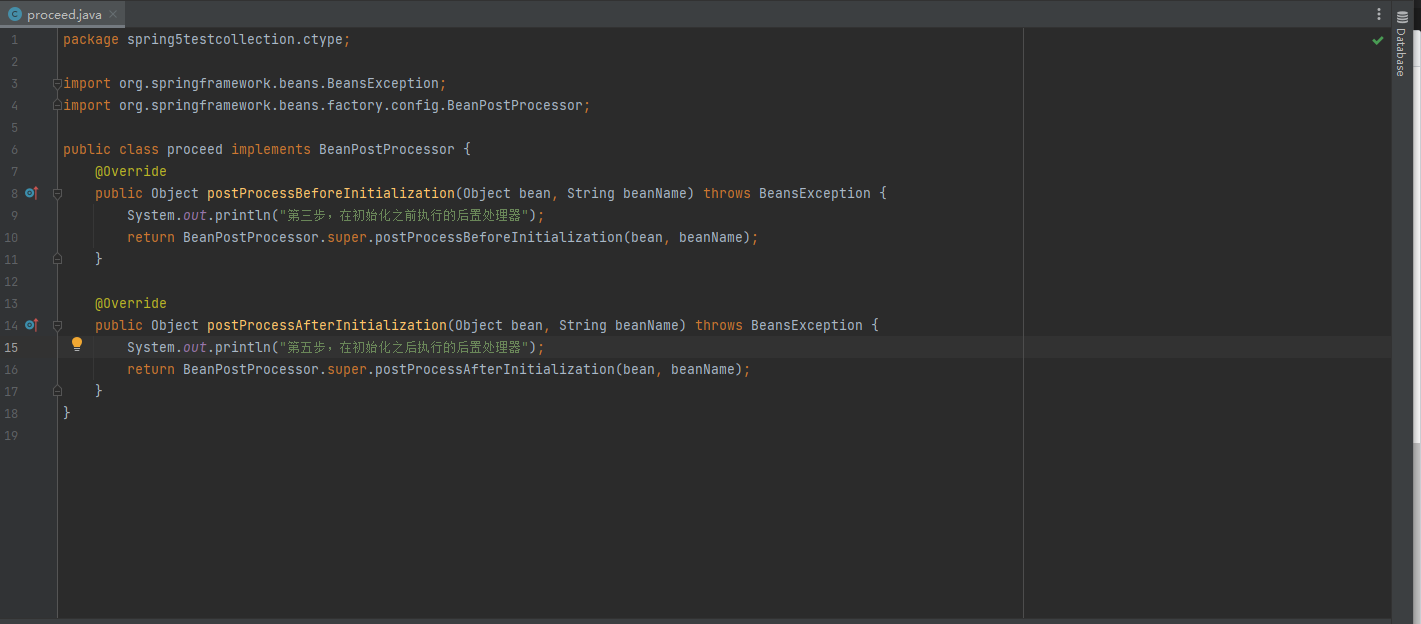 proceed.java
Database
1 package spring5testcollection.ctype;
2
3 import org.springframework.beans.BeansException;
4 import org.springframework.beans.factory.config.BeanPostProcessor;
5
6 public class proceed implements BeanPostProcessor {
7 @Override
8 public Object postProcessBeforeInitialization(Object bean, String beanName) throws BeansException {
9 System.out.println("第三步，在初始化之前执行的后置处理器");
10 return BeanPostProcessor.super.postProcessBeforeInitialization(bean, beanName);
11 }
12
13 @Override
14 public Object postProcessAfterInitialization(Object bean, String beanName) throws BeansException {
15 System.out.println("第五步，在初始化之后执行的后置处理器");
16 return BeanPostProcessor.super.postProcessAfterInitialization(bean, beanName);
17 }
18 }
19